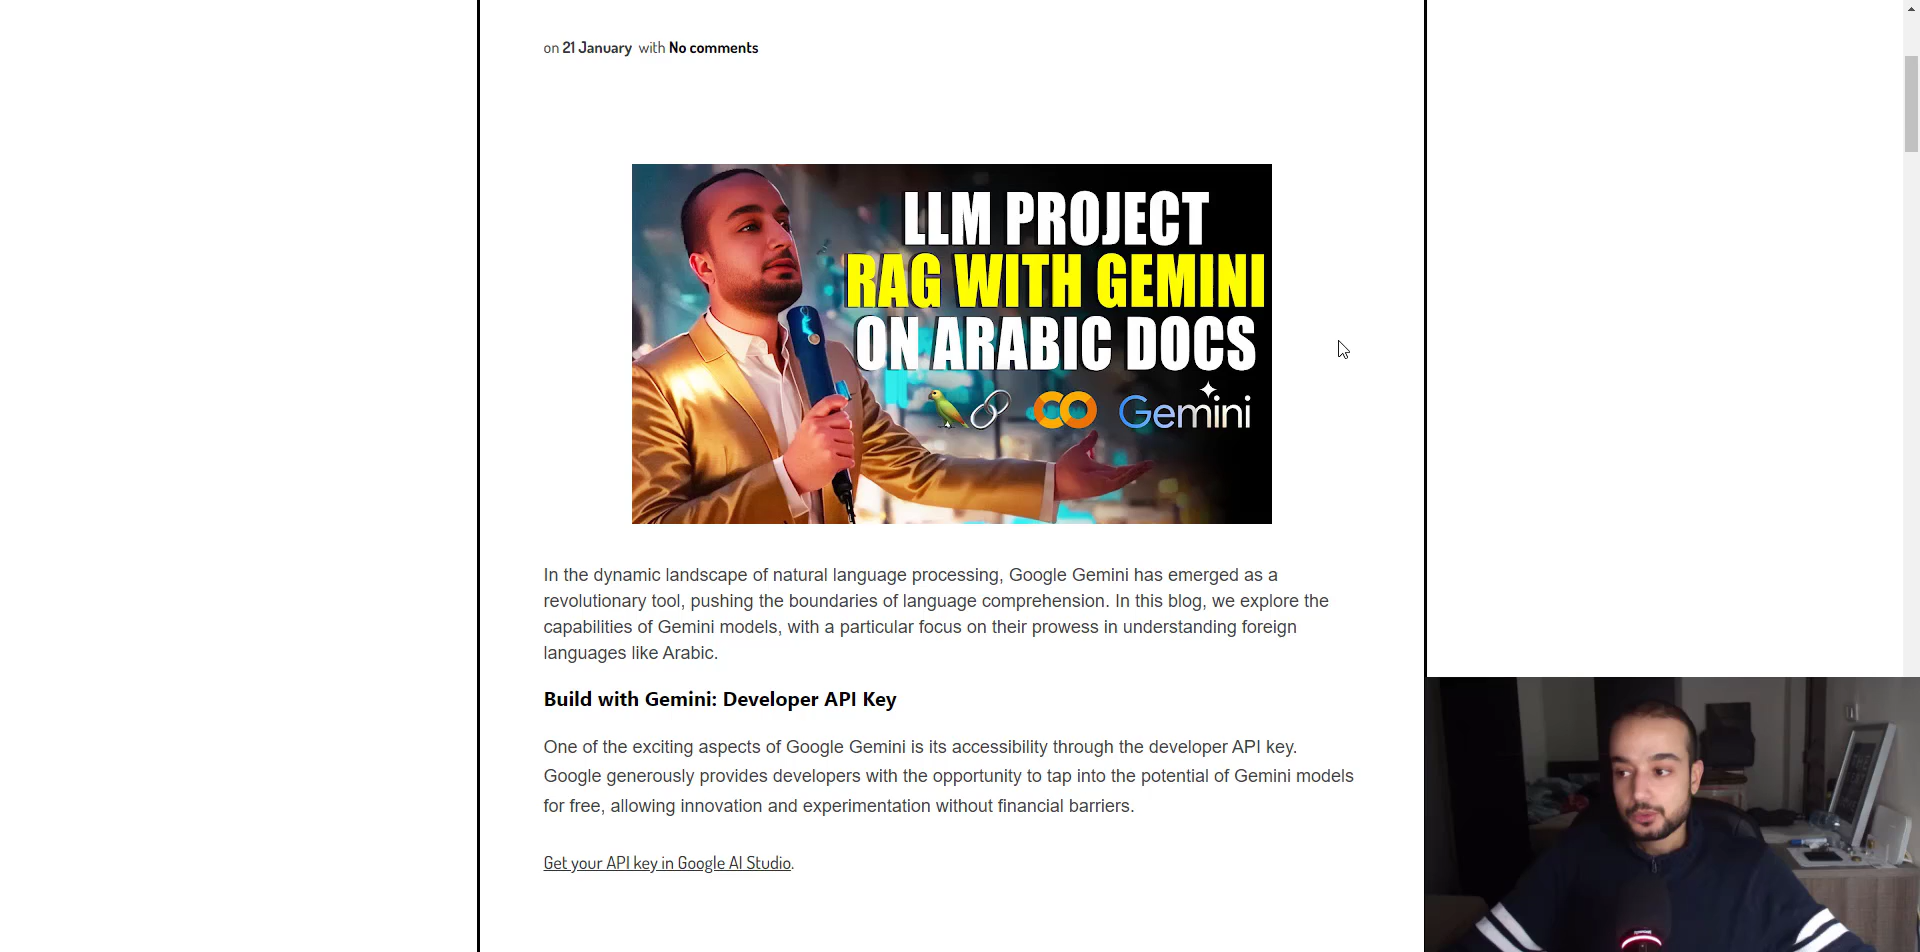 on 21 January with No comments
LLM PROJECT
RAG WITH GEMINI
ON ARABIC DOCS
Gemini
In the dynamic landscape of natural language processing, Google Gemini has emerged as a
revolutionary tool, pushing the boundaries of language comprehension. In this blog, we explore the
capabilities of Gemini models, with a particular focus on their prowess in understanding foreign
languages like Arabic.
Build with Gemini: Developer API Key
One of the exciting aspects of Google Gemini is its accessibility through the developer API key.
Google generously provides developers with the opportunity to tap into the potential of Gemini models
for free, allowing innovation and experimentation without financial barriers.
Get your API key in Google AI Studio.